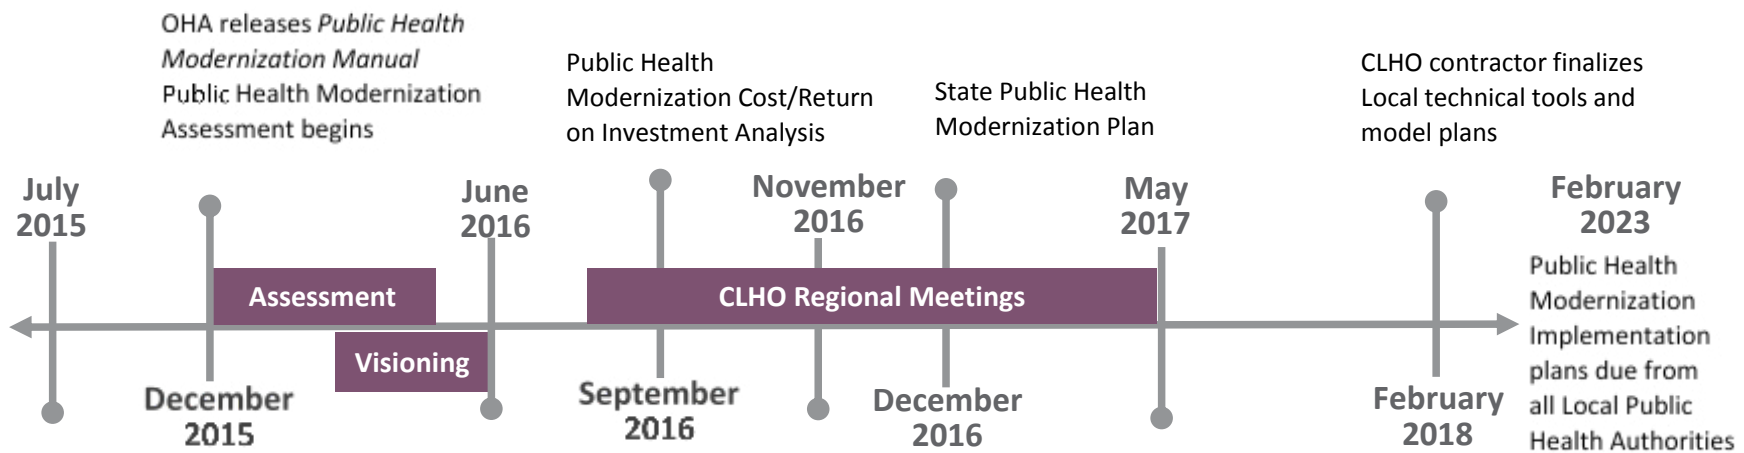 OHA releases Public Health
Modernization Manual
Public Health Modernization
Assessment begins
Public Health
Modernization Cost/Return
on Investment Analysis
State Public Health
Modernization Plan
CLHO contractor finalizes
Local technical tools and
model plans
July
2015
June
2016
November
2016
May
2017
February
2023
Public Health
Modernization
Implementation
plans due from
all Local Public
Health Authorities
Assessment
CLHO Regional Meetings
Visioning
December
2015
September
2016
December
2016
February
2018